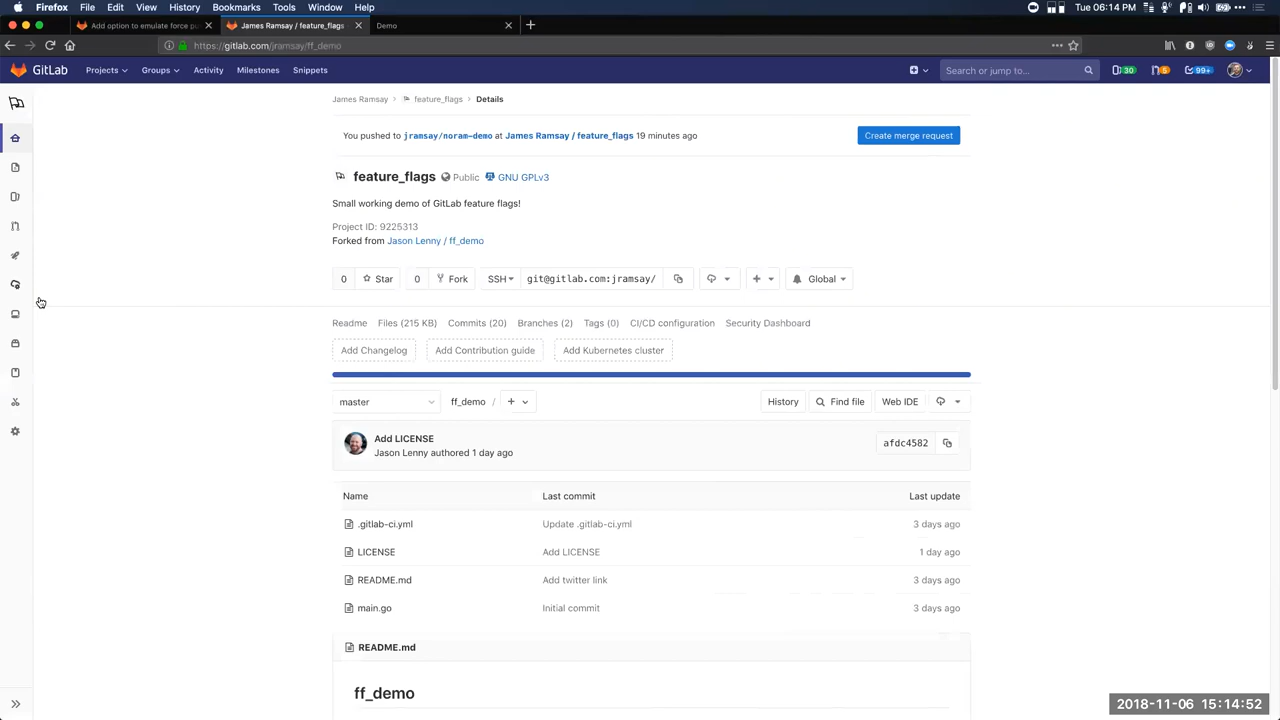 Firefox File Edit View History Bookmarks Tools Window Help Tue 06:14 PM
Add option to emulate force pu
James Ramsay / feature_flags
Demo
https://gitlab.com/jramsay/ff_demo
GitLab Projects Groups Activity Milestones Snippets Search or jump to... 30 5 99+
James Ramsay > feature_flags > Details
You pushed to jramsay/noram-demo at James Ramsay / feature_flags 19 minutes ago Create merge request
feature_flags Public GNU GPLv3
Small working demo of GitLab feature flags!
Project ID: 9225313
Forked from Jason Lenny / ff_demo
0 Star 0 Fork SSH git@gitlab.com:jramsay/ Global
Readme Files (215 KB) Commits (20) Branches (2) Tags (0) CI/CD configuration Security Dashboard
Add Changelog Add Contribution guide Add Kubernetes cluster
master ff_demo / + History Find file Web IDE
Add LICENSE
Jason Lenny authored 1 day ago
afdc4582
Name Last commit Last update
.gitlab-ci.yml Update .gitlab-ci.yml 3 days ago
LICENSE Add LICENSE 1 day ago
README.md Add twitter link 3 days ago
main.go Initial commit 3 days ago
README.md
ff_demo
2018-11-06 15:14:52